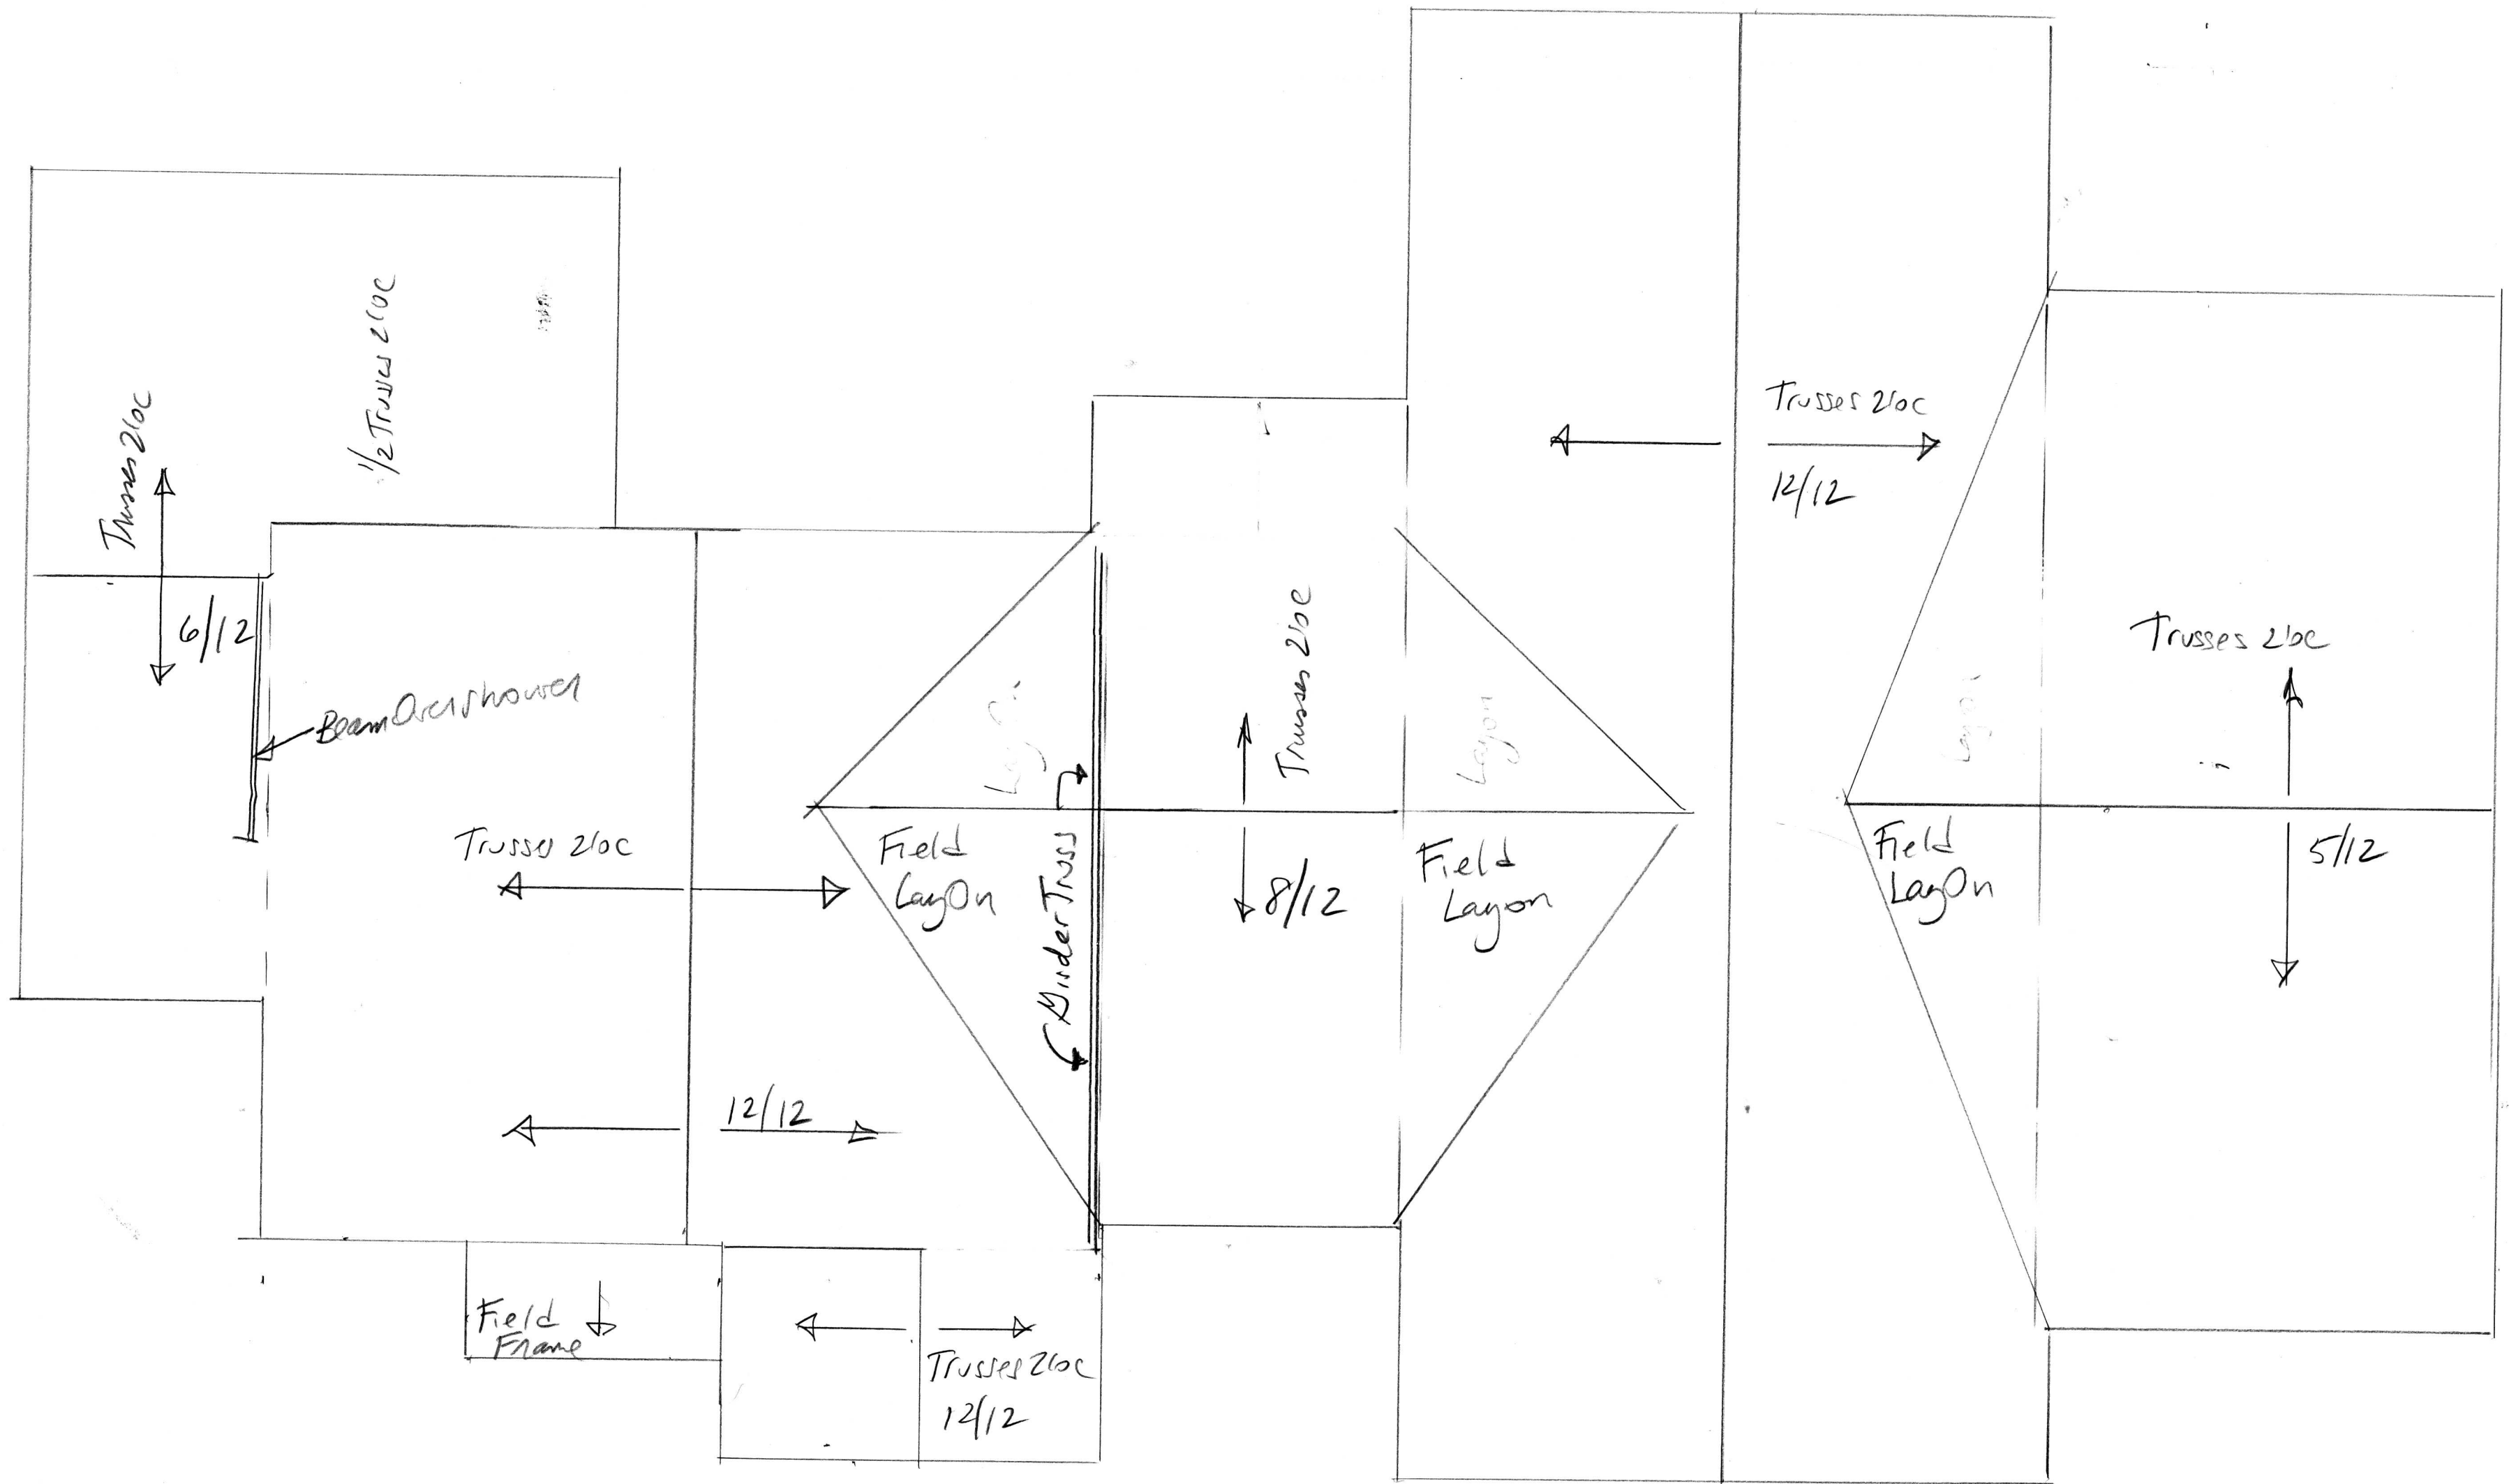 Trusses 2'oc
1/2 Trusses 2'oc
6/12
Beam Over shower
Trusses 2'oc
12/12
Field
LayOn
Girder Truss
Trusses 2'oc
8/12
Layon
Field
Layon
Trusses 2'oc
12/12
Layon
Field
LayOn
Trusses 2'oc
5/12
Field
Frame
Trusses 2'oc
12/12